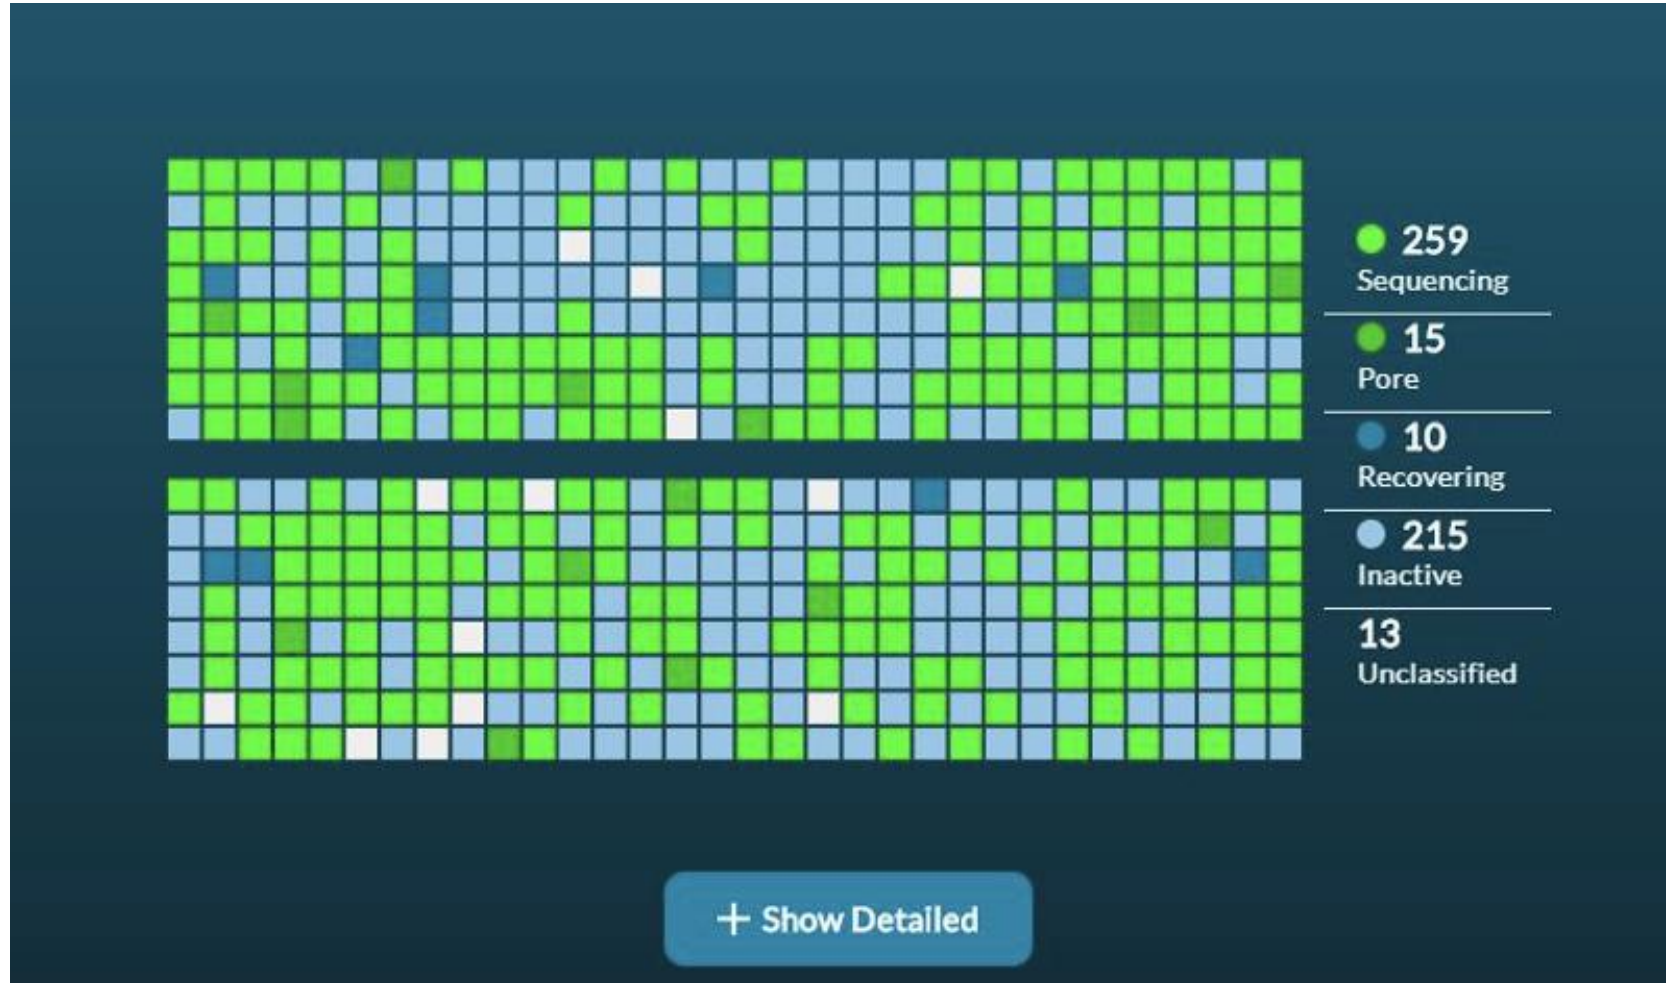 259
Sequencing
15
Pore
10
Recovering
215
Inactive
13
Unclassified
+ Show Detailed